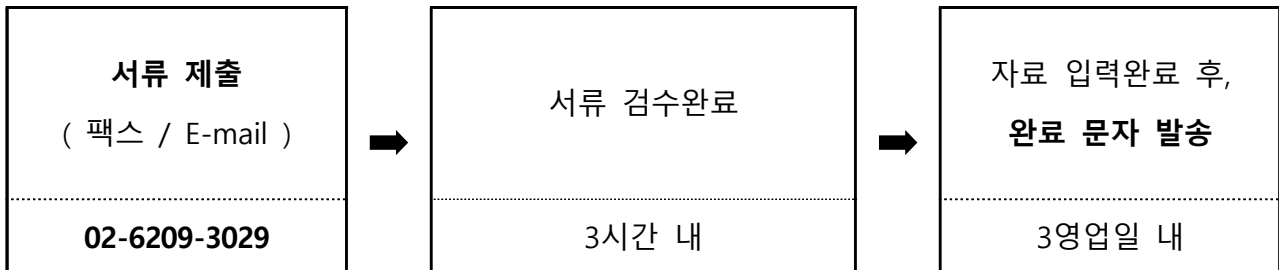 서류 제출
( 팩스 / E-mail )
02-6209-3029
서류 검수완료
3시간 내
자료 입력완료 후,
완료 문자 발송
3영업일 내